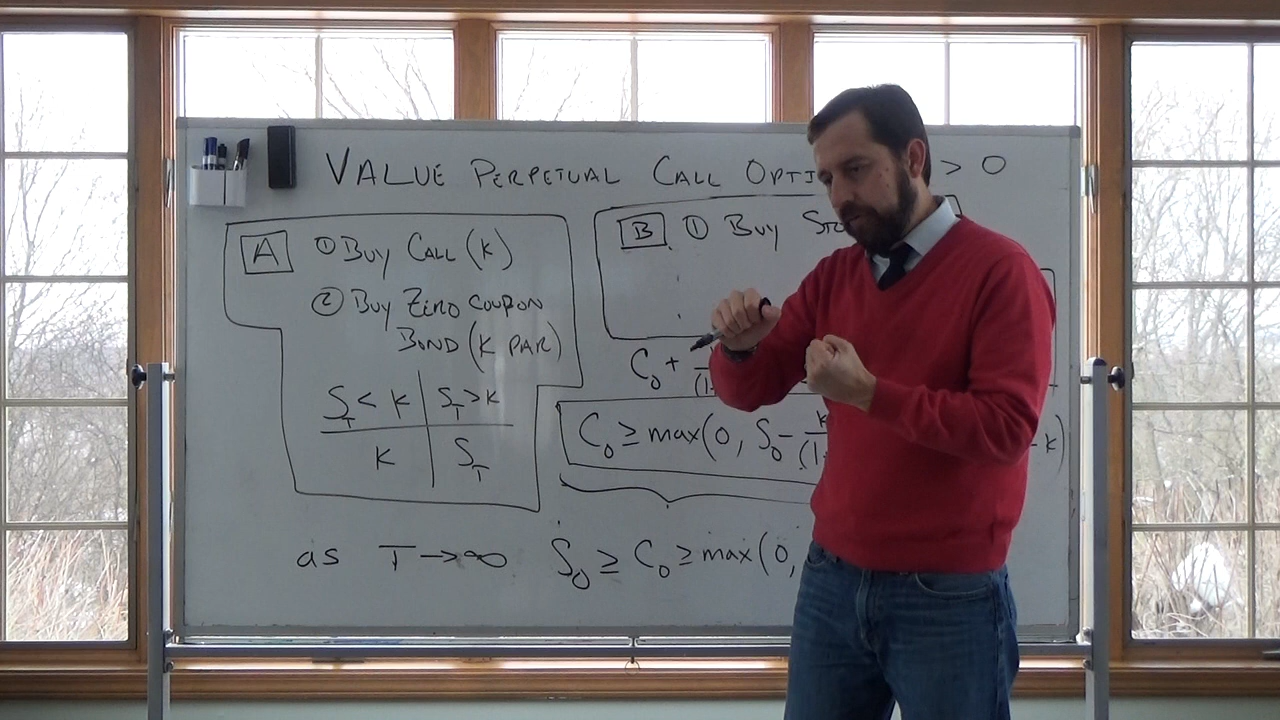 VALUE PERPETUAL CALL OPTI > 0
A ① BUY CALL (K)
② BUY ZERO COUPON
BOND (K PAR)
S_T < K | S_T > K
K | S_T
B ① BUY
C_0 +
C_0 ≥ max(0, S_0 - K) 
as T → ∞ S_0 ≥ C_0 ≥ max(0,